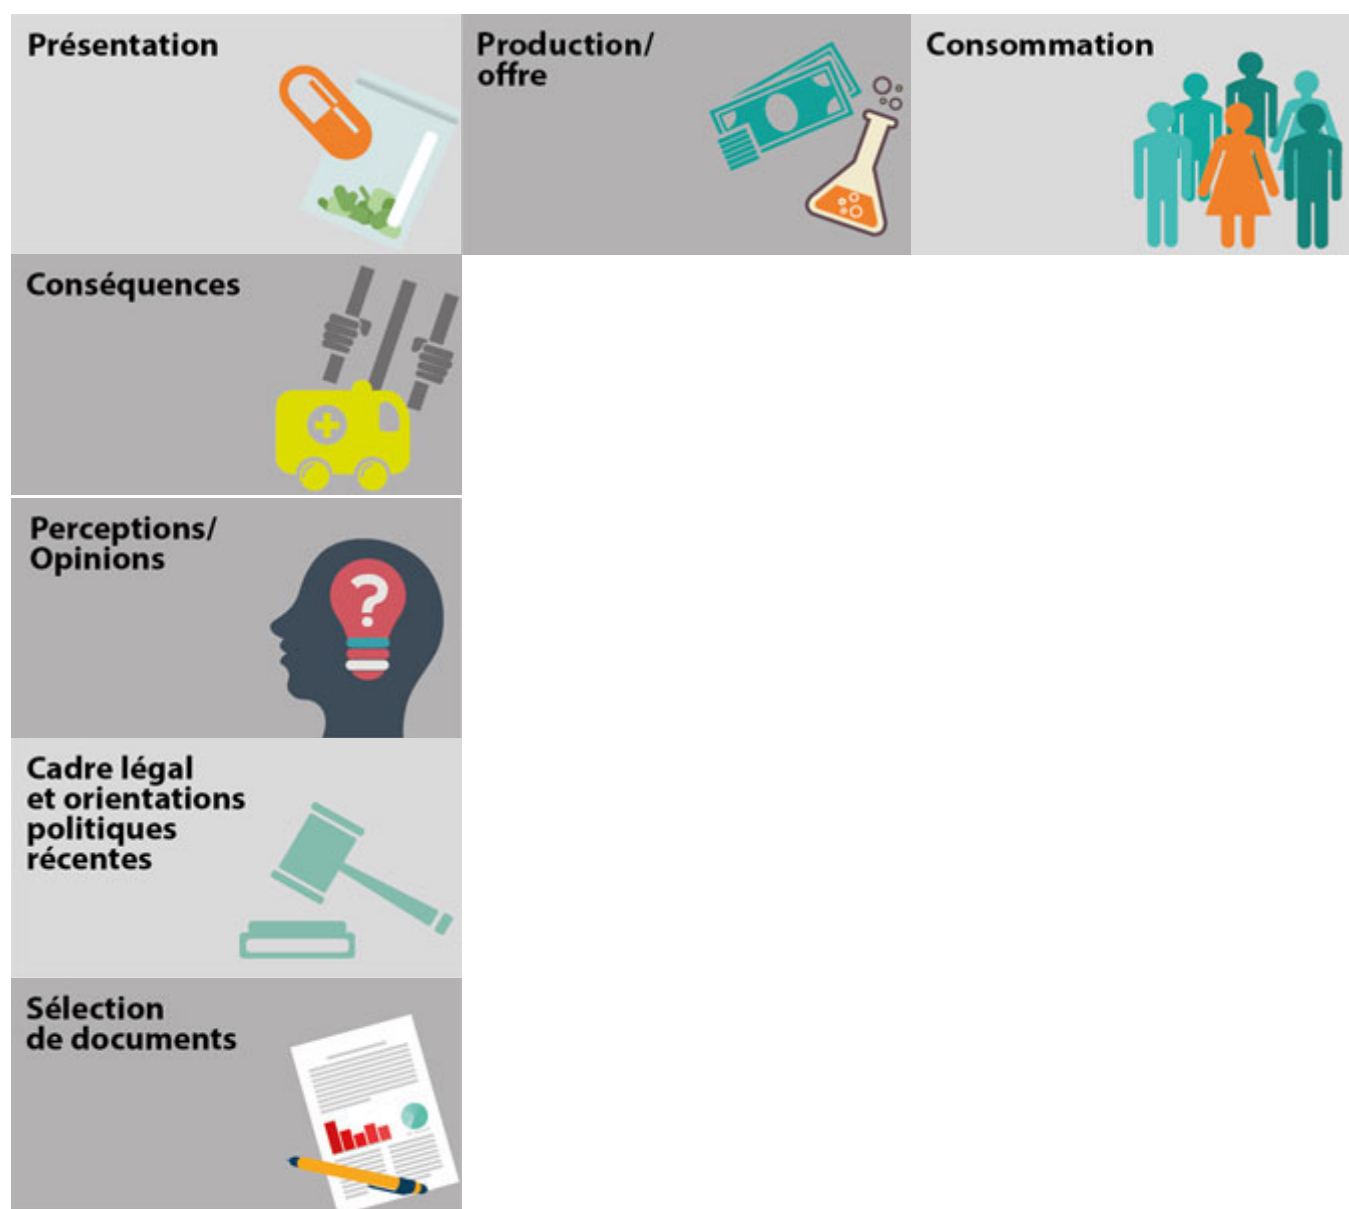 Présentation
Production/
offre
Consommation
Conséquences
Perceptions/
Opinions
Cadre légal
et orientations
politiques
récentes
Sélection
de documents